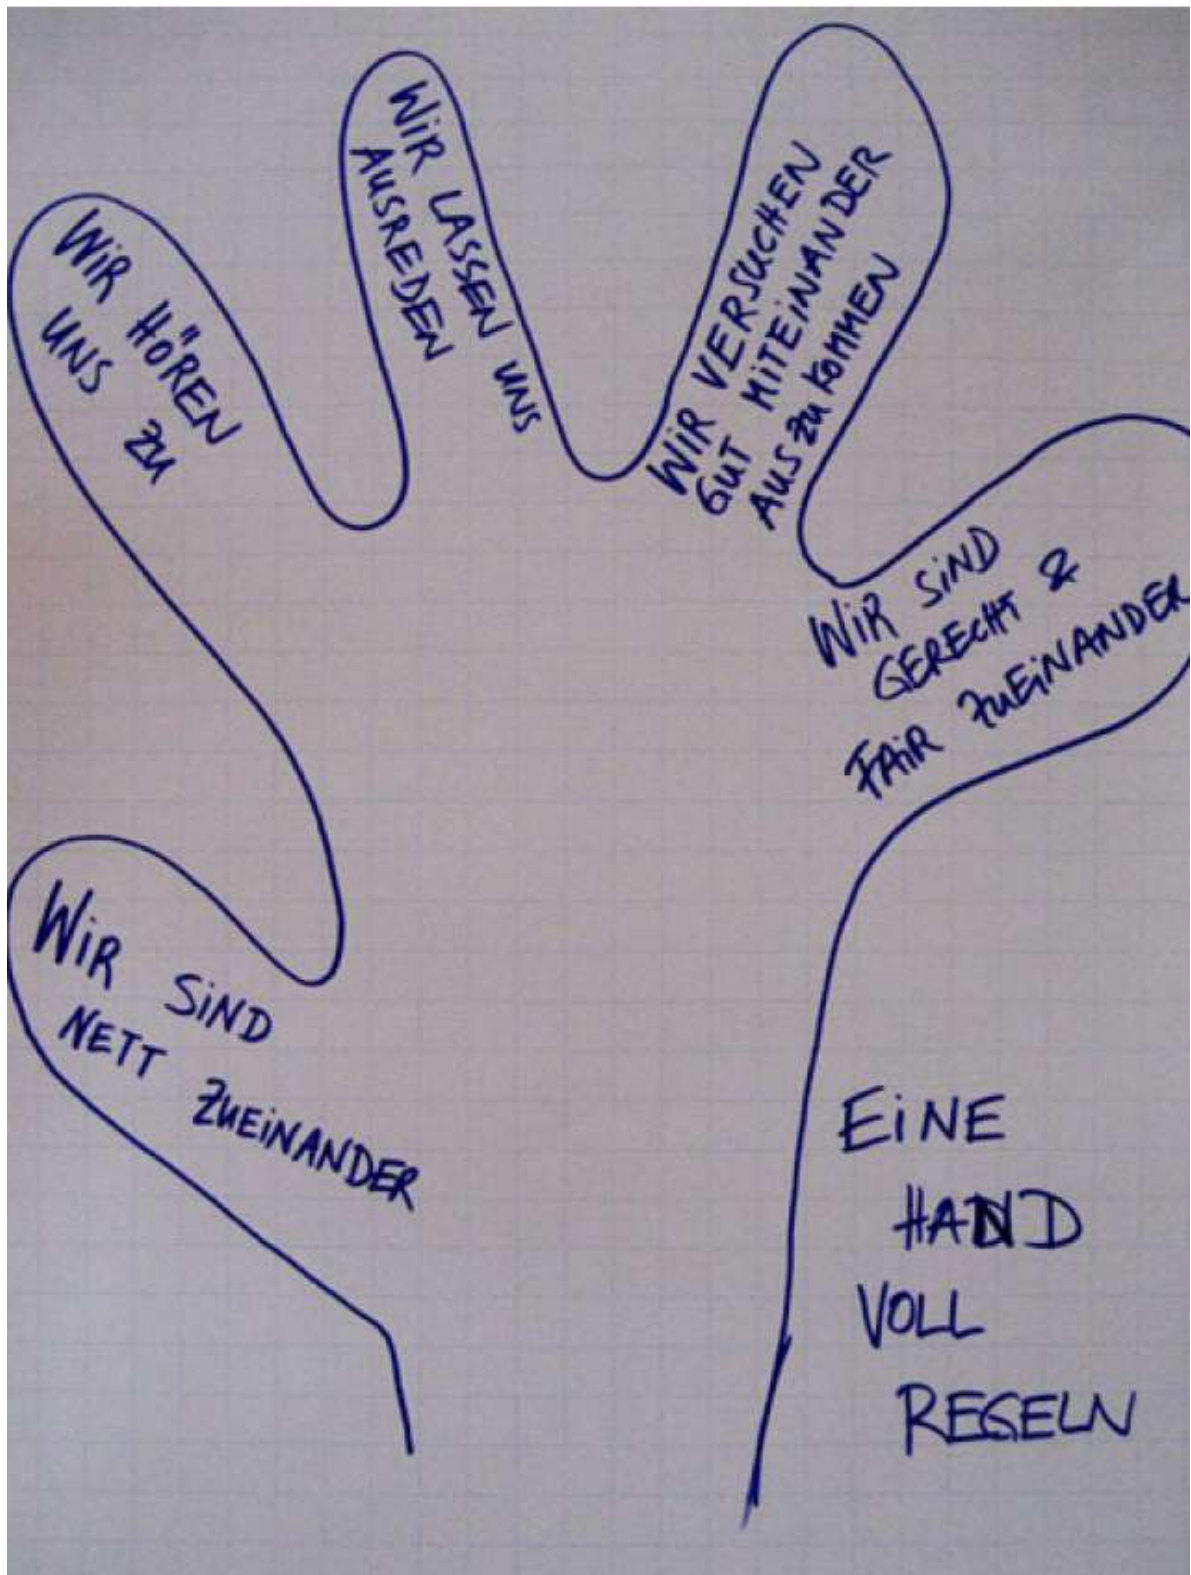 WiR LASSEN UNS
AUSREDEN
WiR VERSUCHEN
GUT MiTEiNANDER
AUSZUKOMMEN
WiR HÖREN
UNS ZU
WiR SiND
GERECHT &
FAiR ZUEiNANDER
WiR SiND
NETT ZUEiNANDER
EiNE
HAND
VOLL
REGELN